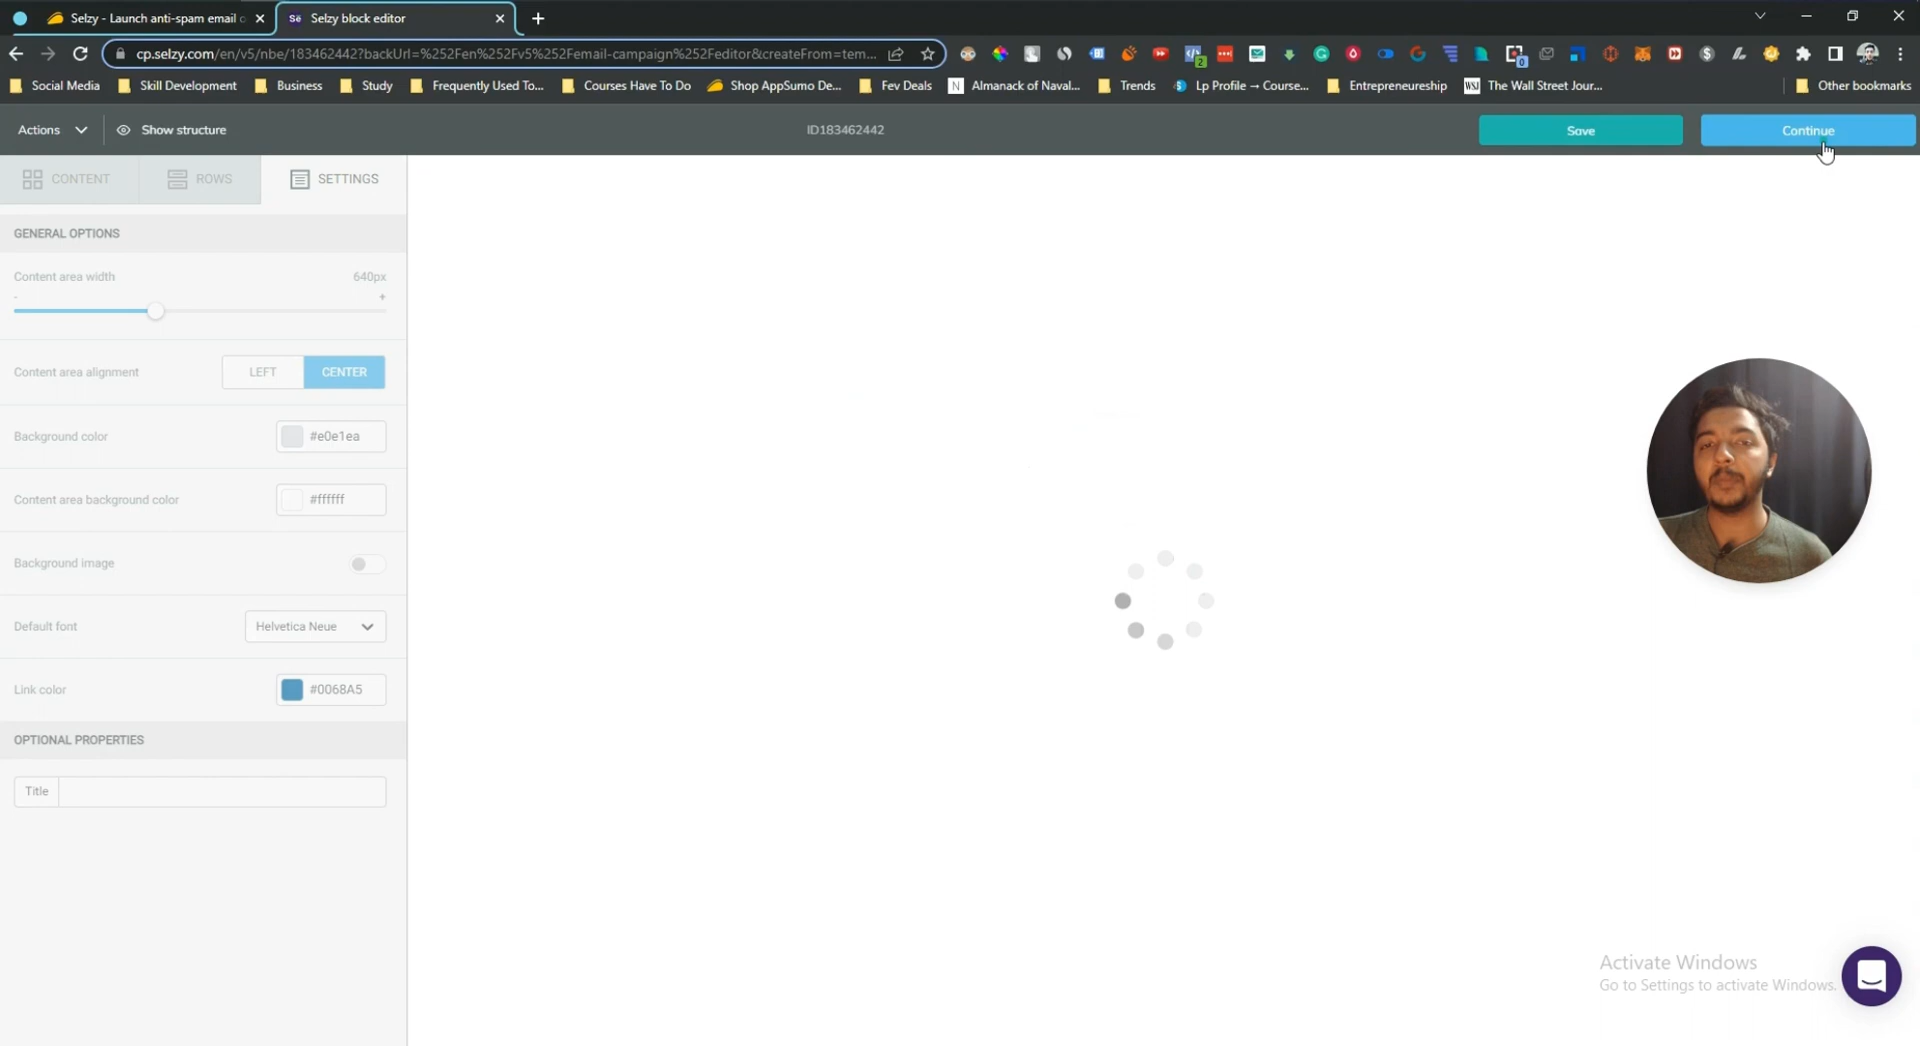 Selzy - Launch anti-spam email c
Selzy block editor
cp.selzy.com/en/v5/nbe/183462442?backUrl=%252Fen%252Fv5%252Femail-campaign%252Feditor&createFrom=tem...
Social Media
Skill Development
Business
Study
Frequently Used To...
Courses Have To Do
Shop AppSumo De...
Fev Deals
Almanack of Naval...
Trends
Lp Profile → Course...
Entrepreneureship
WSJ The Wall Street Jour...
Other bookmarks
Actions
Show structure
ID183462442
Save
Continue
CONTENT
ROWS
SETTINGS
GENERAL OPTIONS
Content area width
640px
- +
Content area alignment
LEFT
CENTER
Background color
#e0e1ea
Content area background color
#ffffff
Background image
Default font
Helvetica Neue
Link color
#0068A5
OPTIONAL PROPERTIES
Title
Activate Windows
Go to Settings to activate Windows.